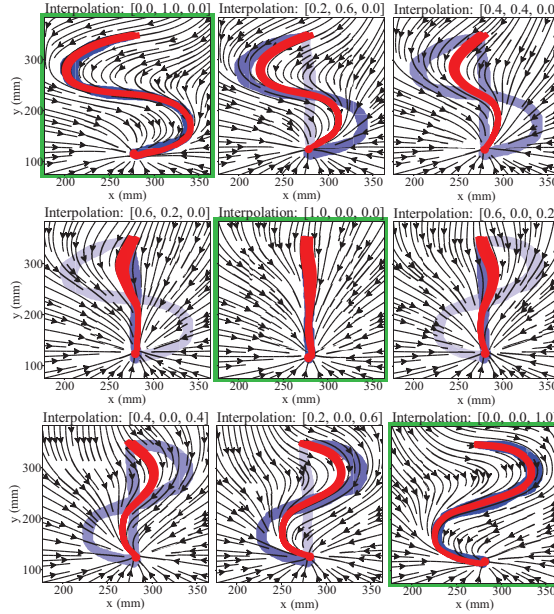 Interpolation: [0.0, 1.0, 0.0]
Interpolation: [0.2, 0.6, 0.0]
Interpolation: [0.4, 0.4, 0.0
y (mm)
300
200
100
200 250 300 350
x (mm)
200 250 300 350
x (mm)
200 250 300 350
x (mm)
Interpolation: [0.6, 0.2, 0.0]
Interpolation: [1.0, 0.0, 0.0]
Interpolation: [0.6, 0.0, 0.2
y (mm)
300
200
100
200 250 300 350
x (mm)
200 250 300 350
x (mm)
200 250 300 350
x (mm)
Interpolation: [0.4, 0.0, 0.4]
Interpolation: [0.2, 0.0, 0.6]
Interpolation: [0.0, 0.0, 1.0
y (mm)
300
200
100
200 250 300 350
x (mm)
200 250 300 350
x (mm)
200 250 300 350
x (mm)